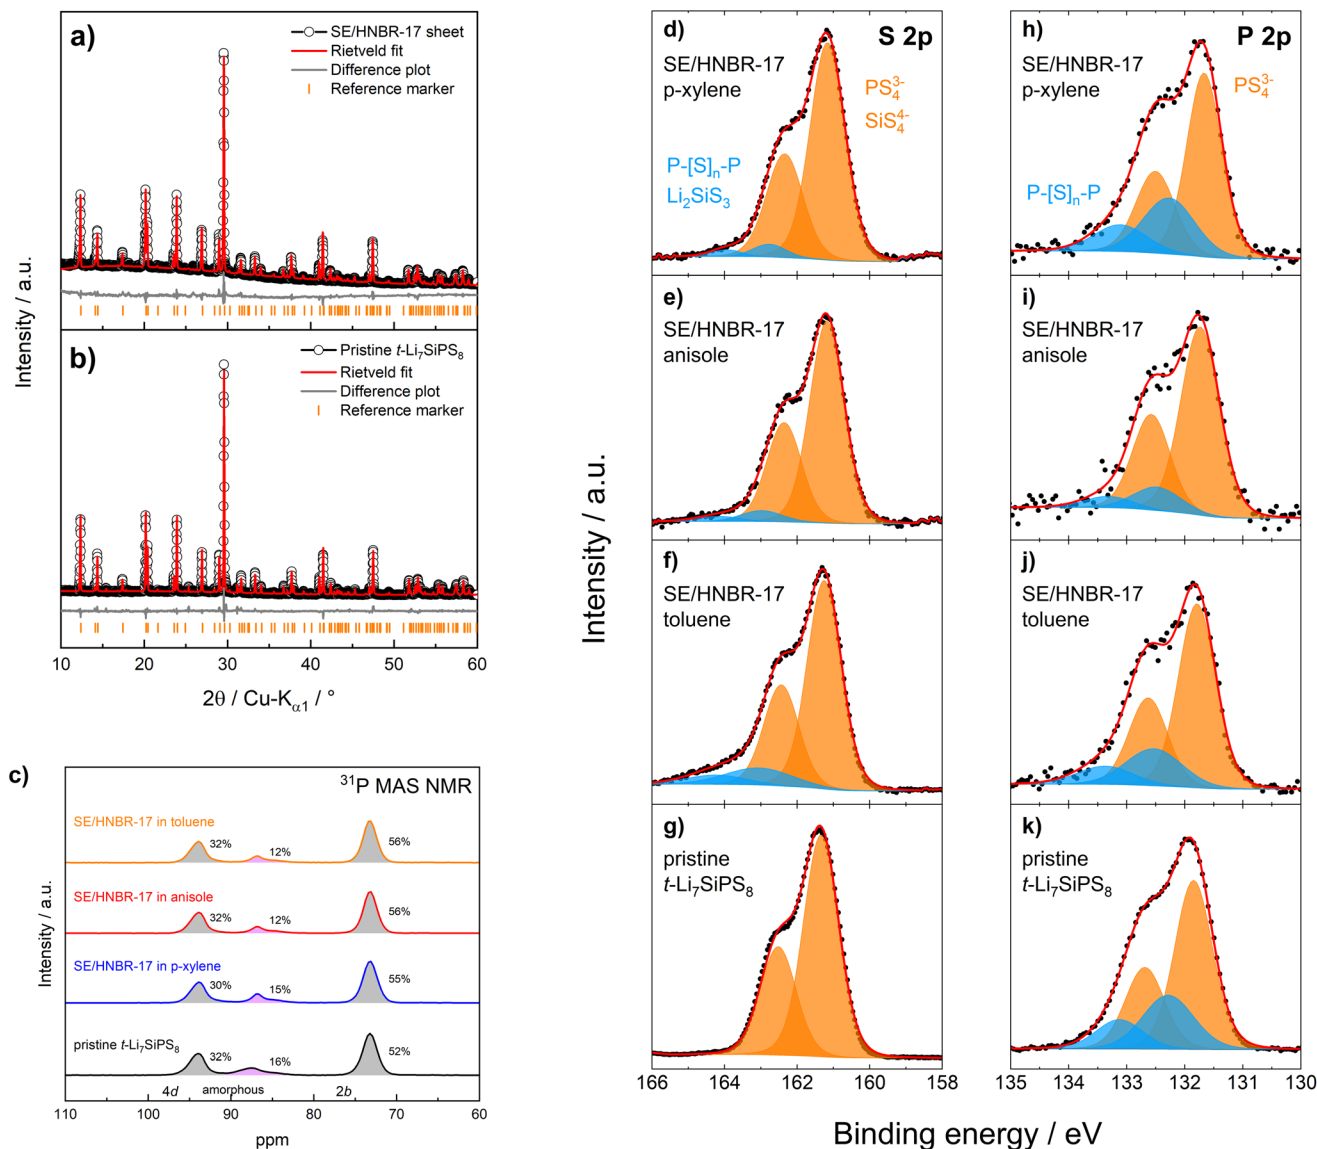 a)
SE/HNBR-17 sheet
Rietveld fit
Difference plot
Reference marker
b)
Pristine t-Li₇SiPS₈
Rietveld fit
Difference plot
Reference marker
Intensity / a.u.
10 20 30 40 50 60
2θ / Cu-Kα1 / °
c)
³¹P MAS NMR
SE/HNBR-17 in toluene
32%
12%
56%
SE/HNBR-17 in anisole
32%
12%
56%
SE/HNBR-17 in p-xylene
30%
15%
55%
pristine t-Li₇SiPS₈
32%
16%
52%
4d amorphous 2b
Intensity / a.u.
110 100 90 80 70 60
ppm
d)
S 2p
SE/HNBR-17
p-xylene
PS₄³⁻
SiS₄⁴⁻
P-[S]ₙ-P
Li₂SiS₃
e)
SE/HNBR-17
anisole
f)
SE/HNBR-17
toluene
g)
pristine
t-Li₇SiPS₈
166 164 162 160 158
h)
P 2p
SE/HNBR-17
p-xylene
PS₄³⁻
P-[S]ₙ-P
i)
SE/HNBR-17
anisole
j)
SE/HNBR-17
toluene
k)
pristine
t-Li₇SiPS₈
135 134 133 132 131 130
Intensity / a.u.
Binding energy / eV